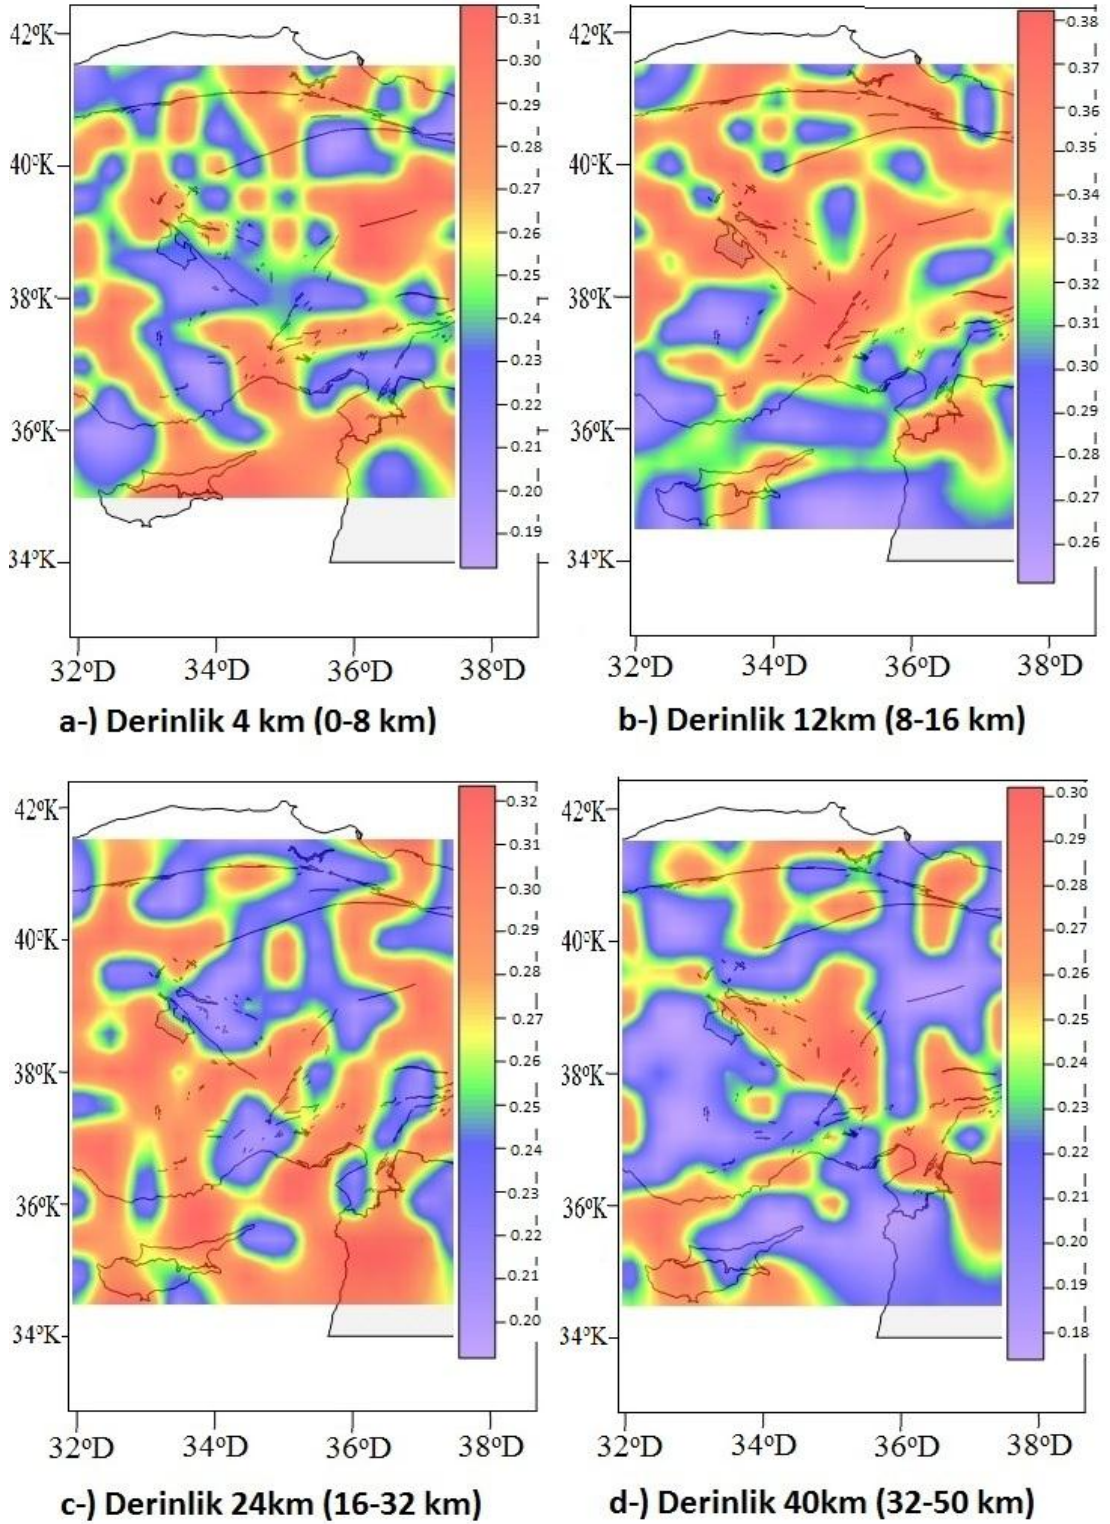 42ºK
40ºK
38ºK
36ºK
34ºK
32ºD 34ºD 36ºD 38ºD
0.31
0.30
0.29
0.28
0.27
0.26
0.25
0.24
0.23
0.22
0.21
0.20
0.19
a-) Derinlik 4 km (0-8 km)
42ºK
40ºK
38ºK
36ºK
34ºK
32ºD 34ºD 36ºD 38ºD
0.38
0.37
0.36
0.35
0.34
0.33
0.32
0.31
0.30
0.29
0.28
0.27
0.26
b-) Derinlik 12km (8-16 km)
42ºK
40ºK
38ºK
36ºK
34ºK
32ºD 34ºD 36ºD 38ºD
0.32
0.31
0.30
0.29
0.28
0.27
0.26
0.25
0.24
0.23
0.22
0.21
0.20
c-) Derinlik 24km (16-32 km)
42ºK
40ºK
38ºK
36ºK
34ºK
32ºD 34ºD 36ºD 38ºD
0.30
0.29
0.28
0.27
0.26
0.25
0.24
0.23
0.22
0.21
0.20
0.19
0.18
d-) Derinlik 40km (32-50 km)